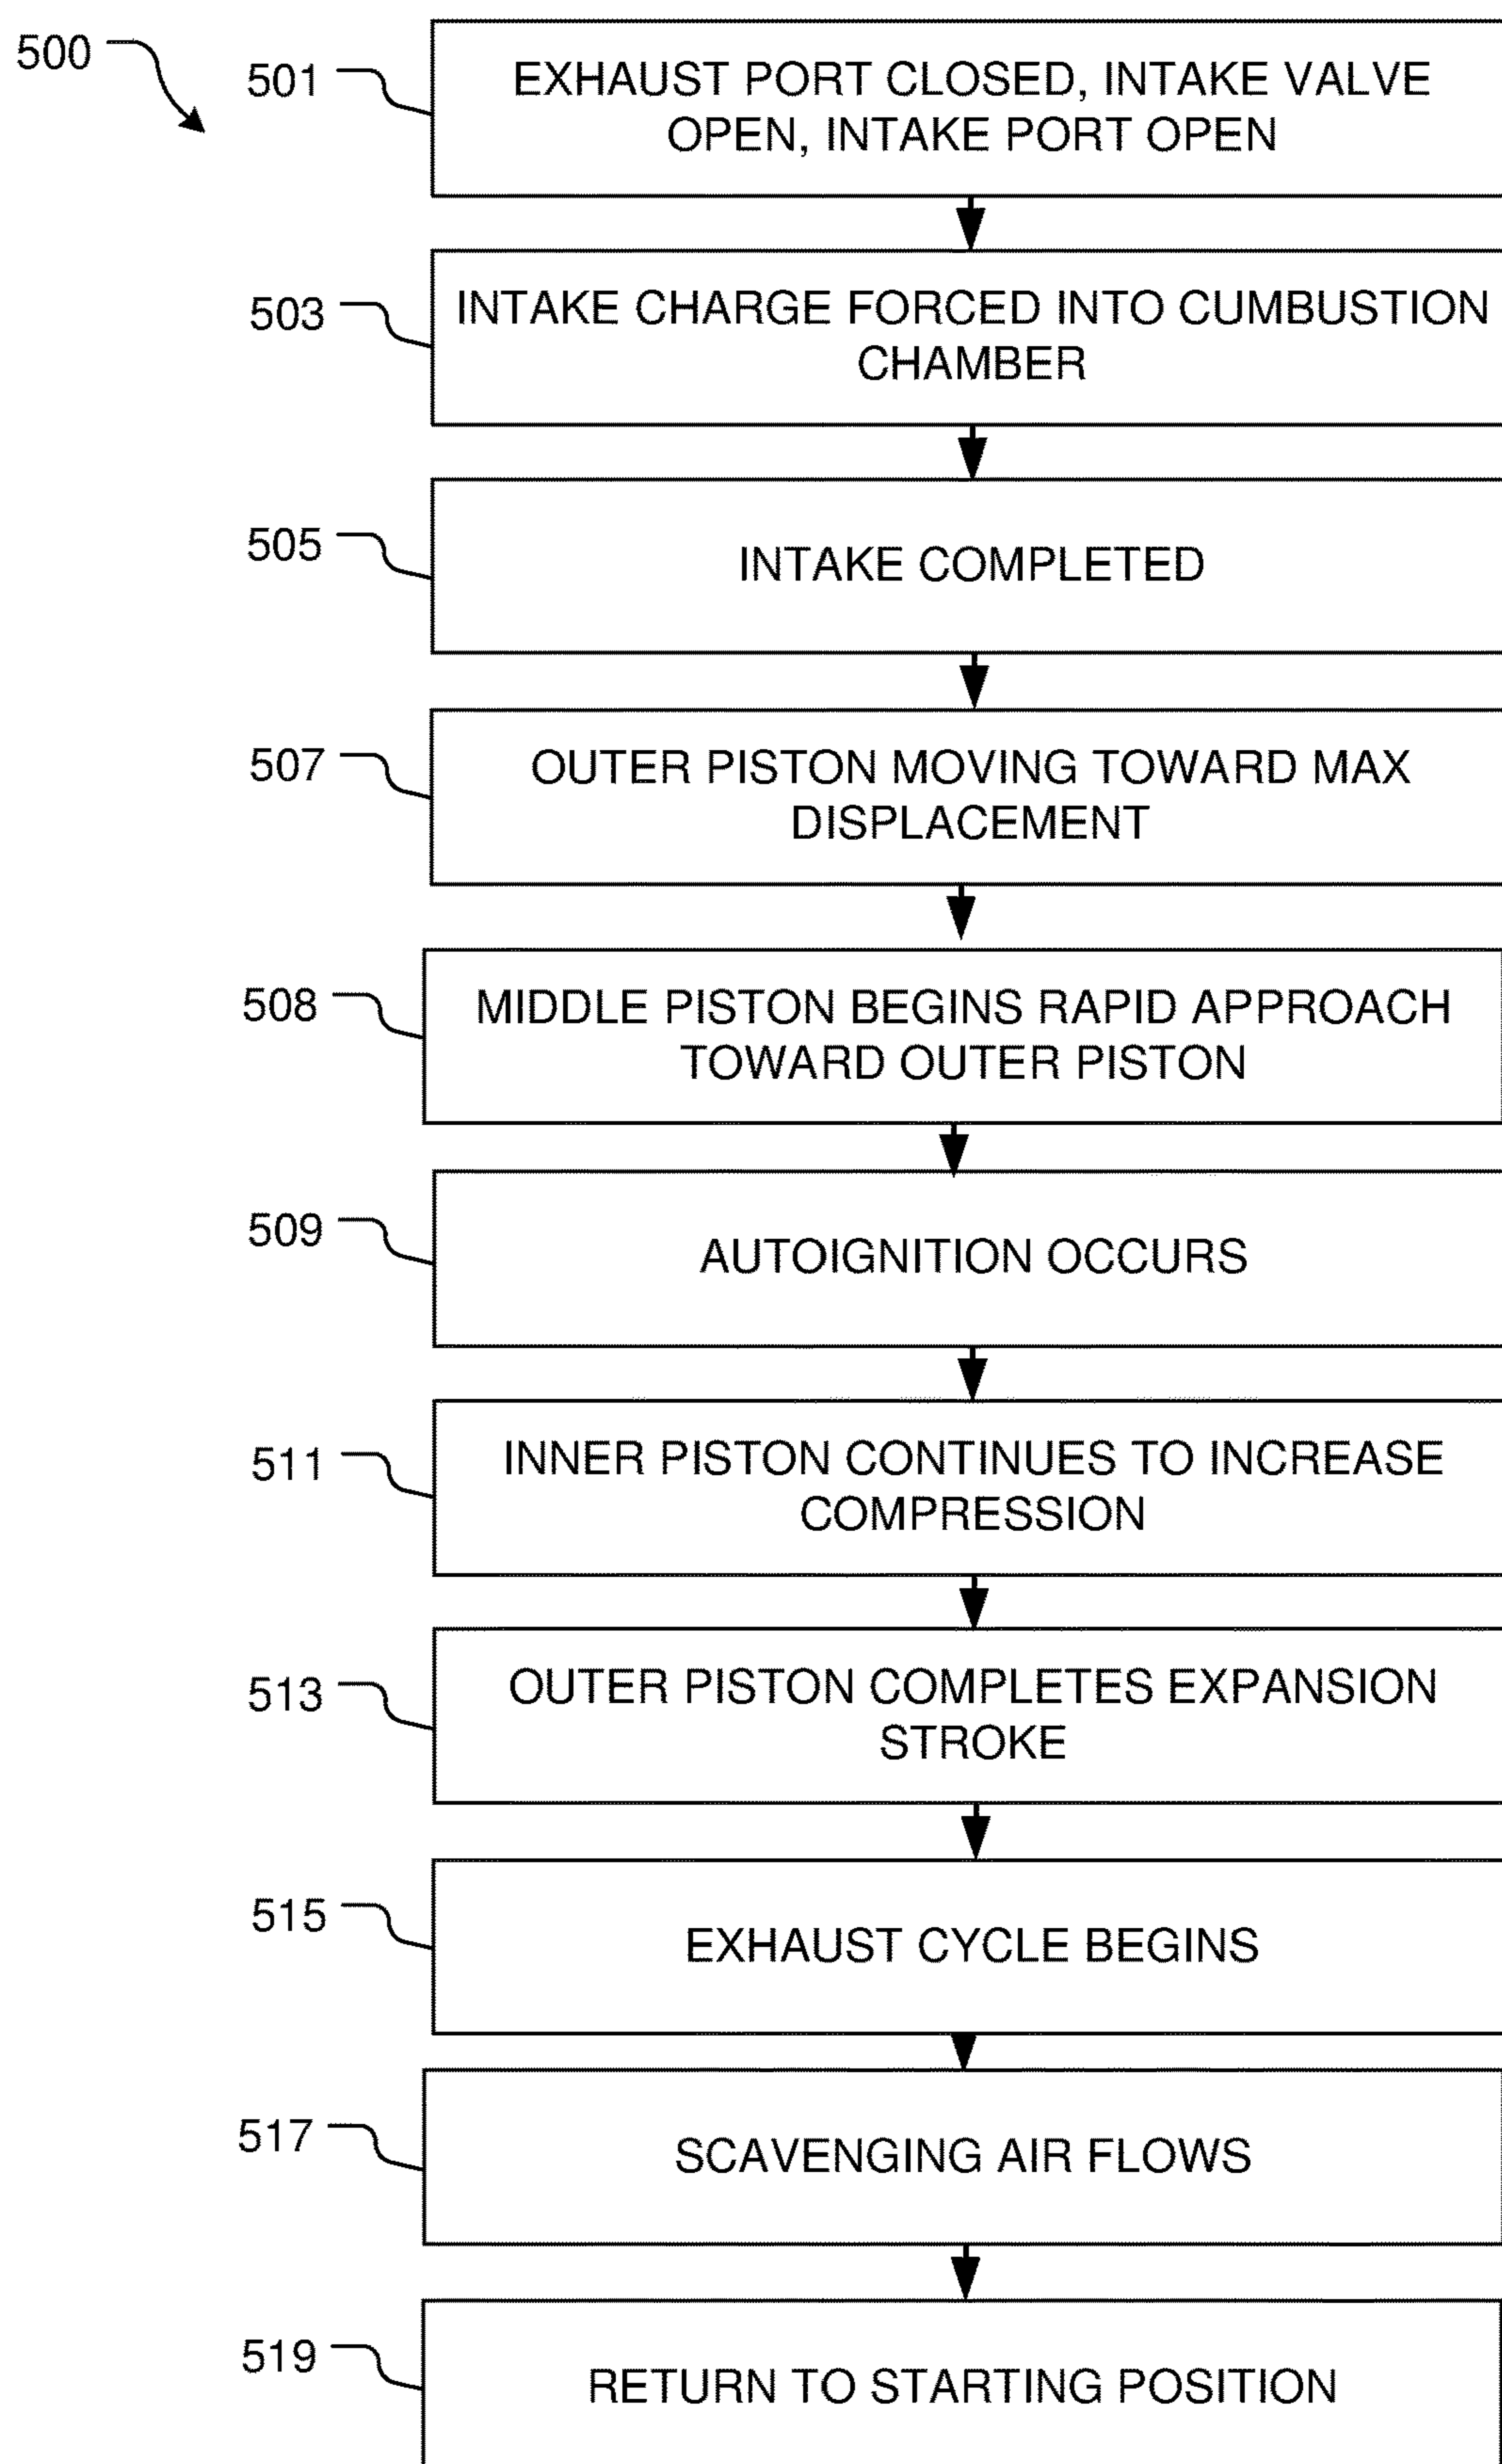 500
501
EXHAUST PORT CLOSED, INTAKE VALVE
OPEN, INTAKE PORT OPEN
503
INTAKE CHARGE FORCED INTO CUMBUSTION
CHAMBER
505
INTAKE COMPLETED
507
OUTER PISTON MOVING TOWARD MAX
DISPLACEMENT
508
MIDDLE PISTON BEGINS RAPID APPROACH
TOWARD OUTER PISTON
509
AUTOIGNITION OCCURS
511
INNER PISTON CONTINUES TO INCREASE
COMPRESSION
513
OUTER PISTON COMPLETES EXPANSION
STROKE
515
EXHAUST CYCLE BEGINS
517
SCAVENGING AIR FLOWS
519
RETURN TO STARTING POSITION